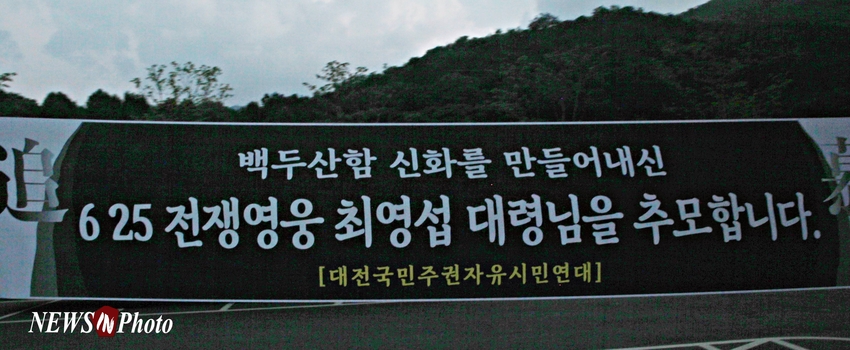 追 慕
백두산함 신화를 만들어내신
6 25 전쟁영웅 최영섭 대령님을 추모합니다.
[대전국민주권자유시민연대]
NEWS N Photo